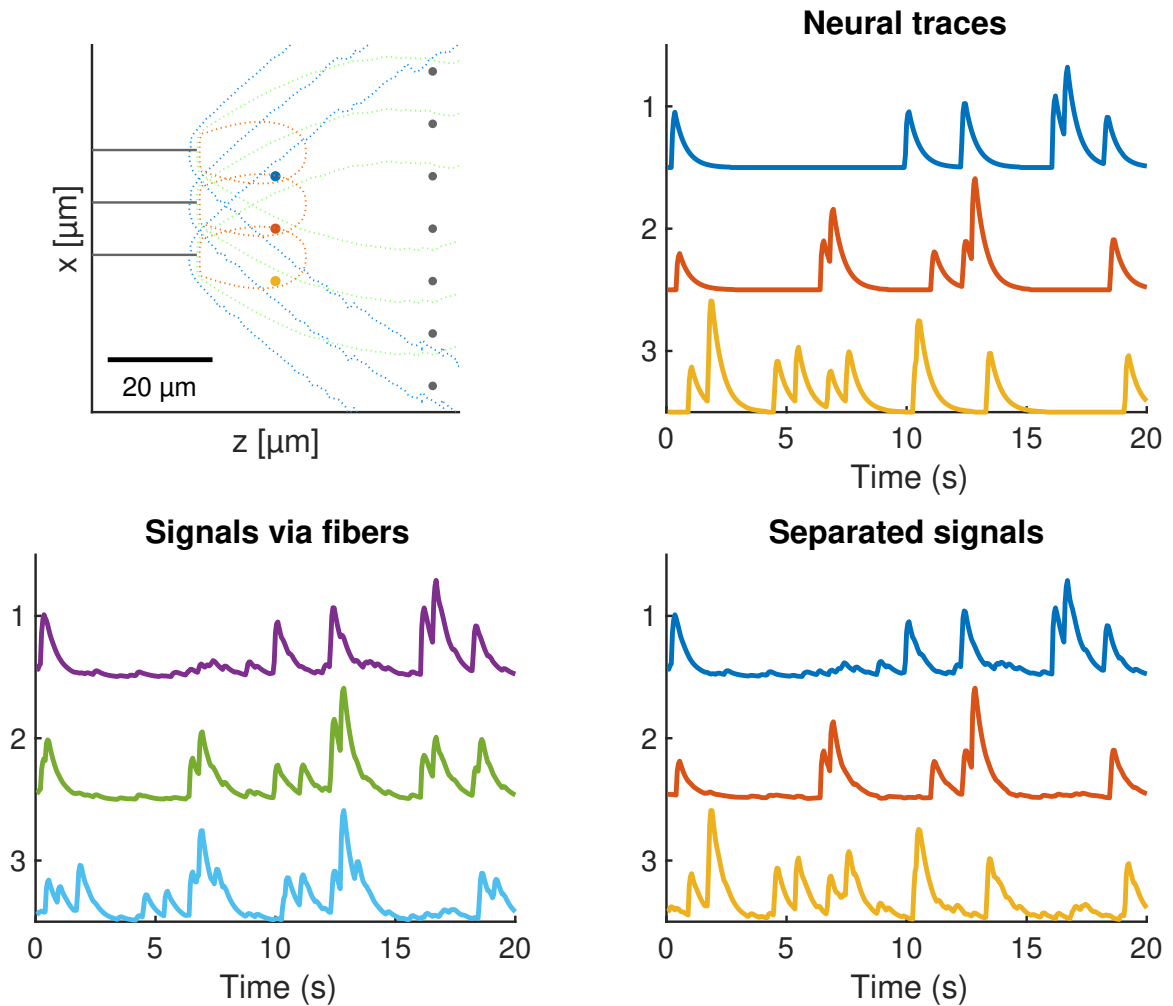 x [µm]
20 µm
z [µm]
Neural traces
1
2
3
0 5 10 15 20
Time (s)
Signals via fibers
1
2
3
0 5 10 15 20
Time (s)
Separated signals
1
2
3
0 5 10 15 20
Time (s)